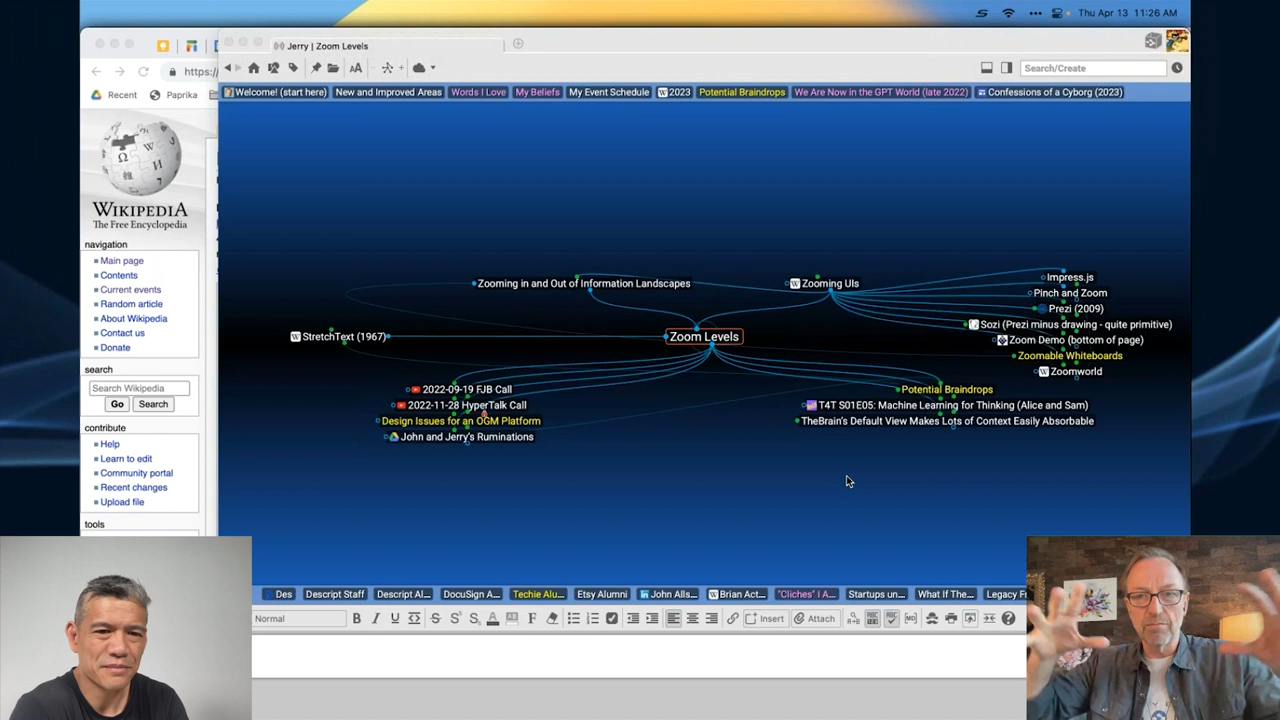 Thu Apr 13 11:26 AM
Jerry | Zoom Levels
https:/
Search/Create
Recent
Paprika
Welcome! (start here)
New and Improved Areas
Words I Love
My Beliefs
My Event Schedule
2023
Potential Braindrops
We Are Now in the GPT World (late 2022)
Confessions of a Cyborg (2023)
WIKIPEDIA
The Free Encyclopedia
navigation
Main page
Contents
Current events
Random article
About Wikipedia
Contact us
Donate
search
Search Wikipedia
Go
Search
contribute
Help
Learn to edit
Community portal
Recent changes
Upload file
tools
Zooming in and Out of Information Landscapes
Zooming UIs
Impress.js
Pinch and Zoom
Prezi (2009)
Sozi (Prezi minus drawing - quite primitive)
Zoom Demo (bottom of page)
Zoomable Whiteboards
Zoomworld
StretchText (1967)
Zoom Levels
2022-09-19 FJB Call
2022-11-28 HyperTalk Call
Design Issues for an OGM Platform
John and Jerry's Ruminations
Potential Braindrops
T4T S01E05: Machine Learning for Thinking (Alice and Sam)
TheBrain's Default View Makes Lots of Context Easily Absorbable
Des
Descript Staff
Descript Al...
DocuSign A...
Techie Alu...
Etsy Alumni
John Alls...
Brian Act...
"Cliches" I A...
Startups un...
What If The...
Legacy Fr
Normal
Insert
Attach